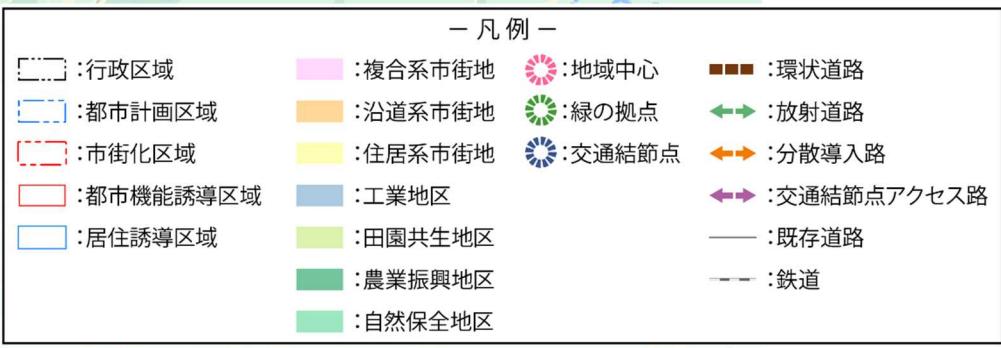 － 凡 例 －
：行政区域
：都市計画区域
：市街化区域
：都市機能誘導区域
：居住誘導区域
：複合系市街地
：沿道系市街地
：住居系市街地
：工業地区
：田園共生地区
：農業振興地区
：自然保全地区
：地域中心
：緑の拠点
：交通結節点
：環状道路
：放射道路
：分散導入路
：交通結節点アクセス路
：既存道路
：鉄道